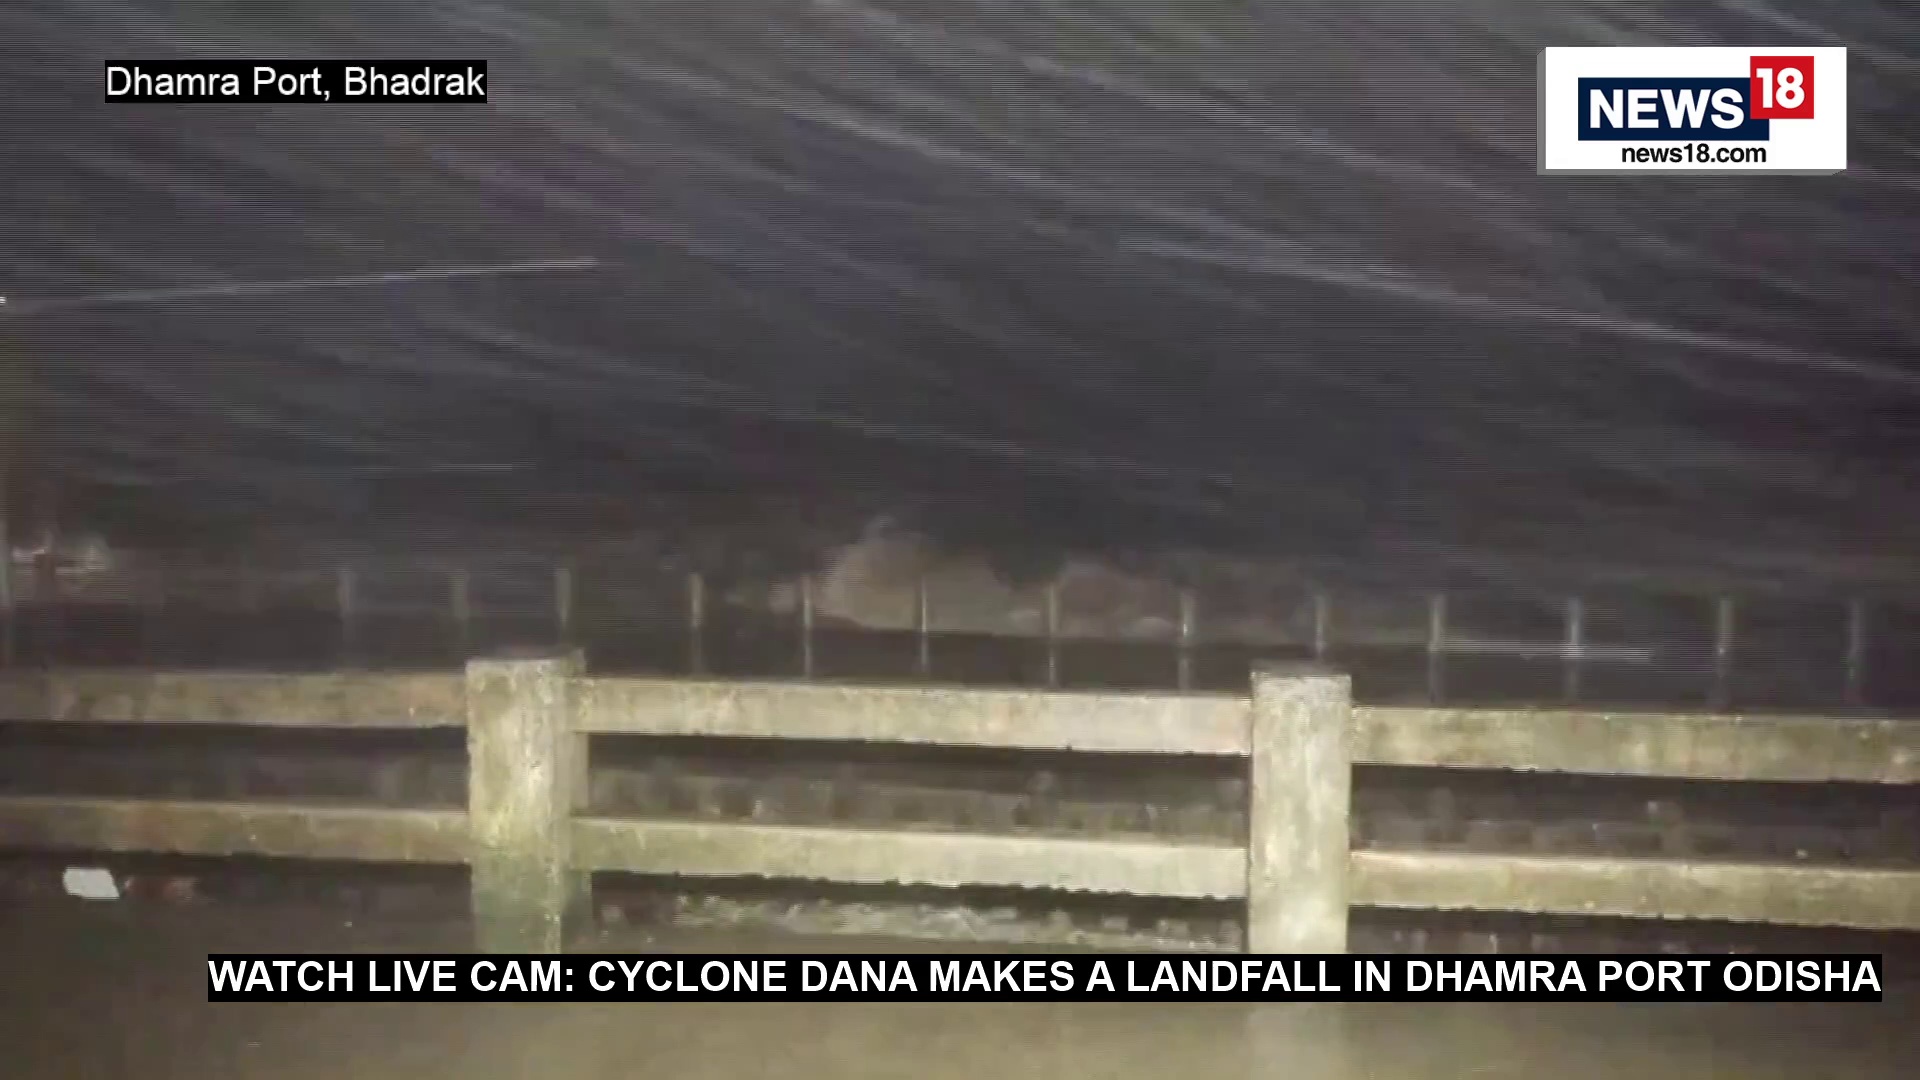 Dhamra Port, Bhadrak
NEWS18
news18.com
WATCH LIVE CAM: CYCLONE DANA MAKES A LANDFALL IN DHAMRA PORT ODISHA